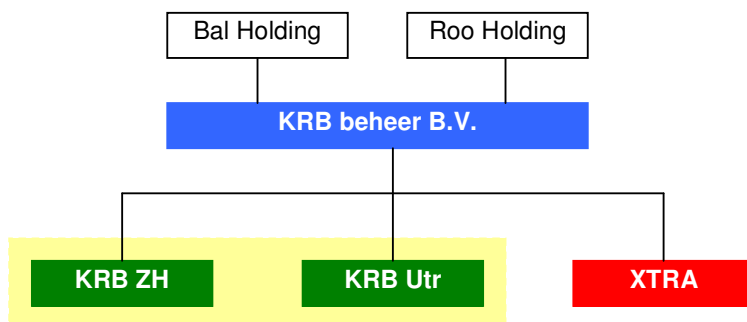 Bal Holding
Roo Holding
KRB beheer B.V.
KRB ZH
KRB Utr
XTRA